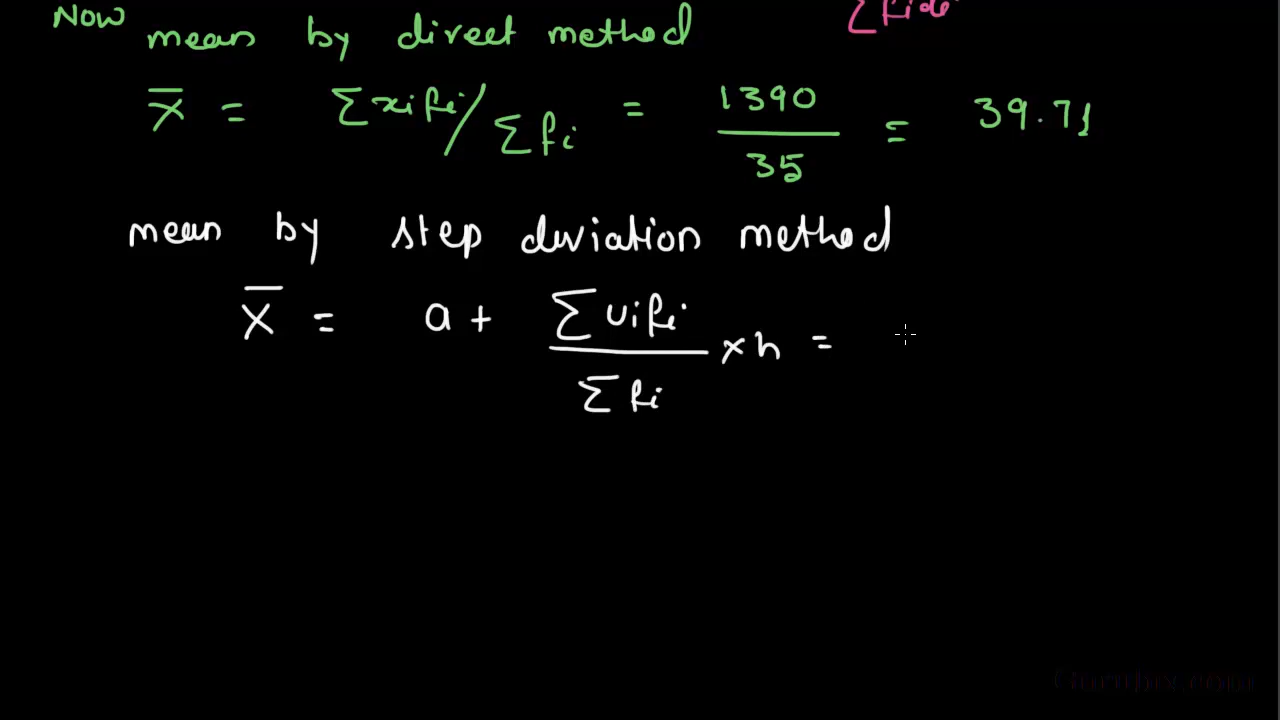 Now mean by direct method
X̄ = Σxifi/Σfi = 1390/35 = 39.71
mean by step deviation method
X̄ = a + Σuifi/Σfi × h =